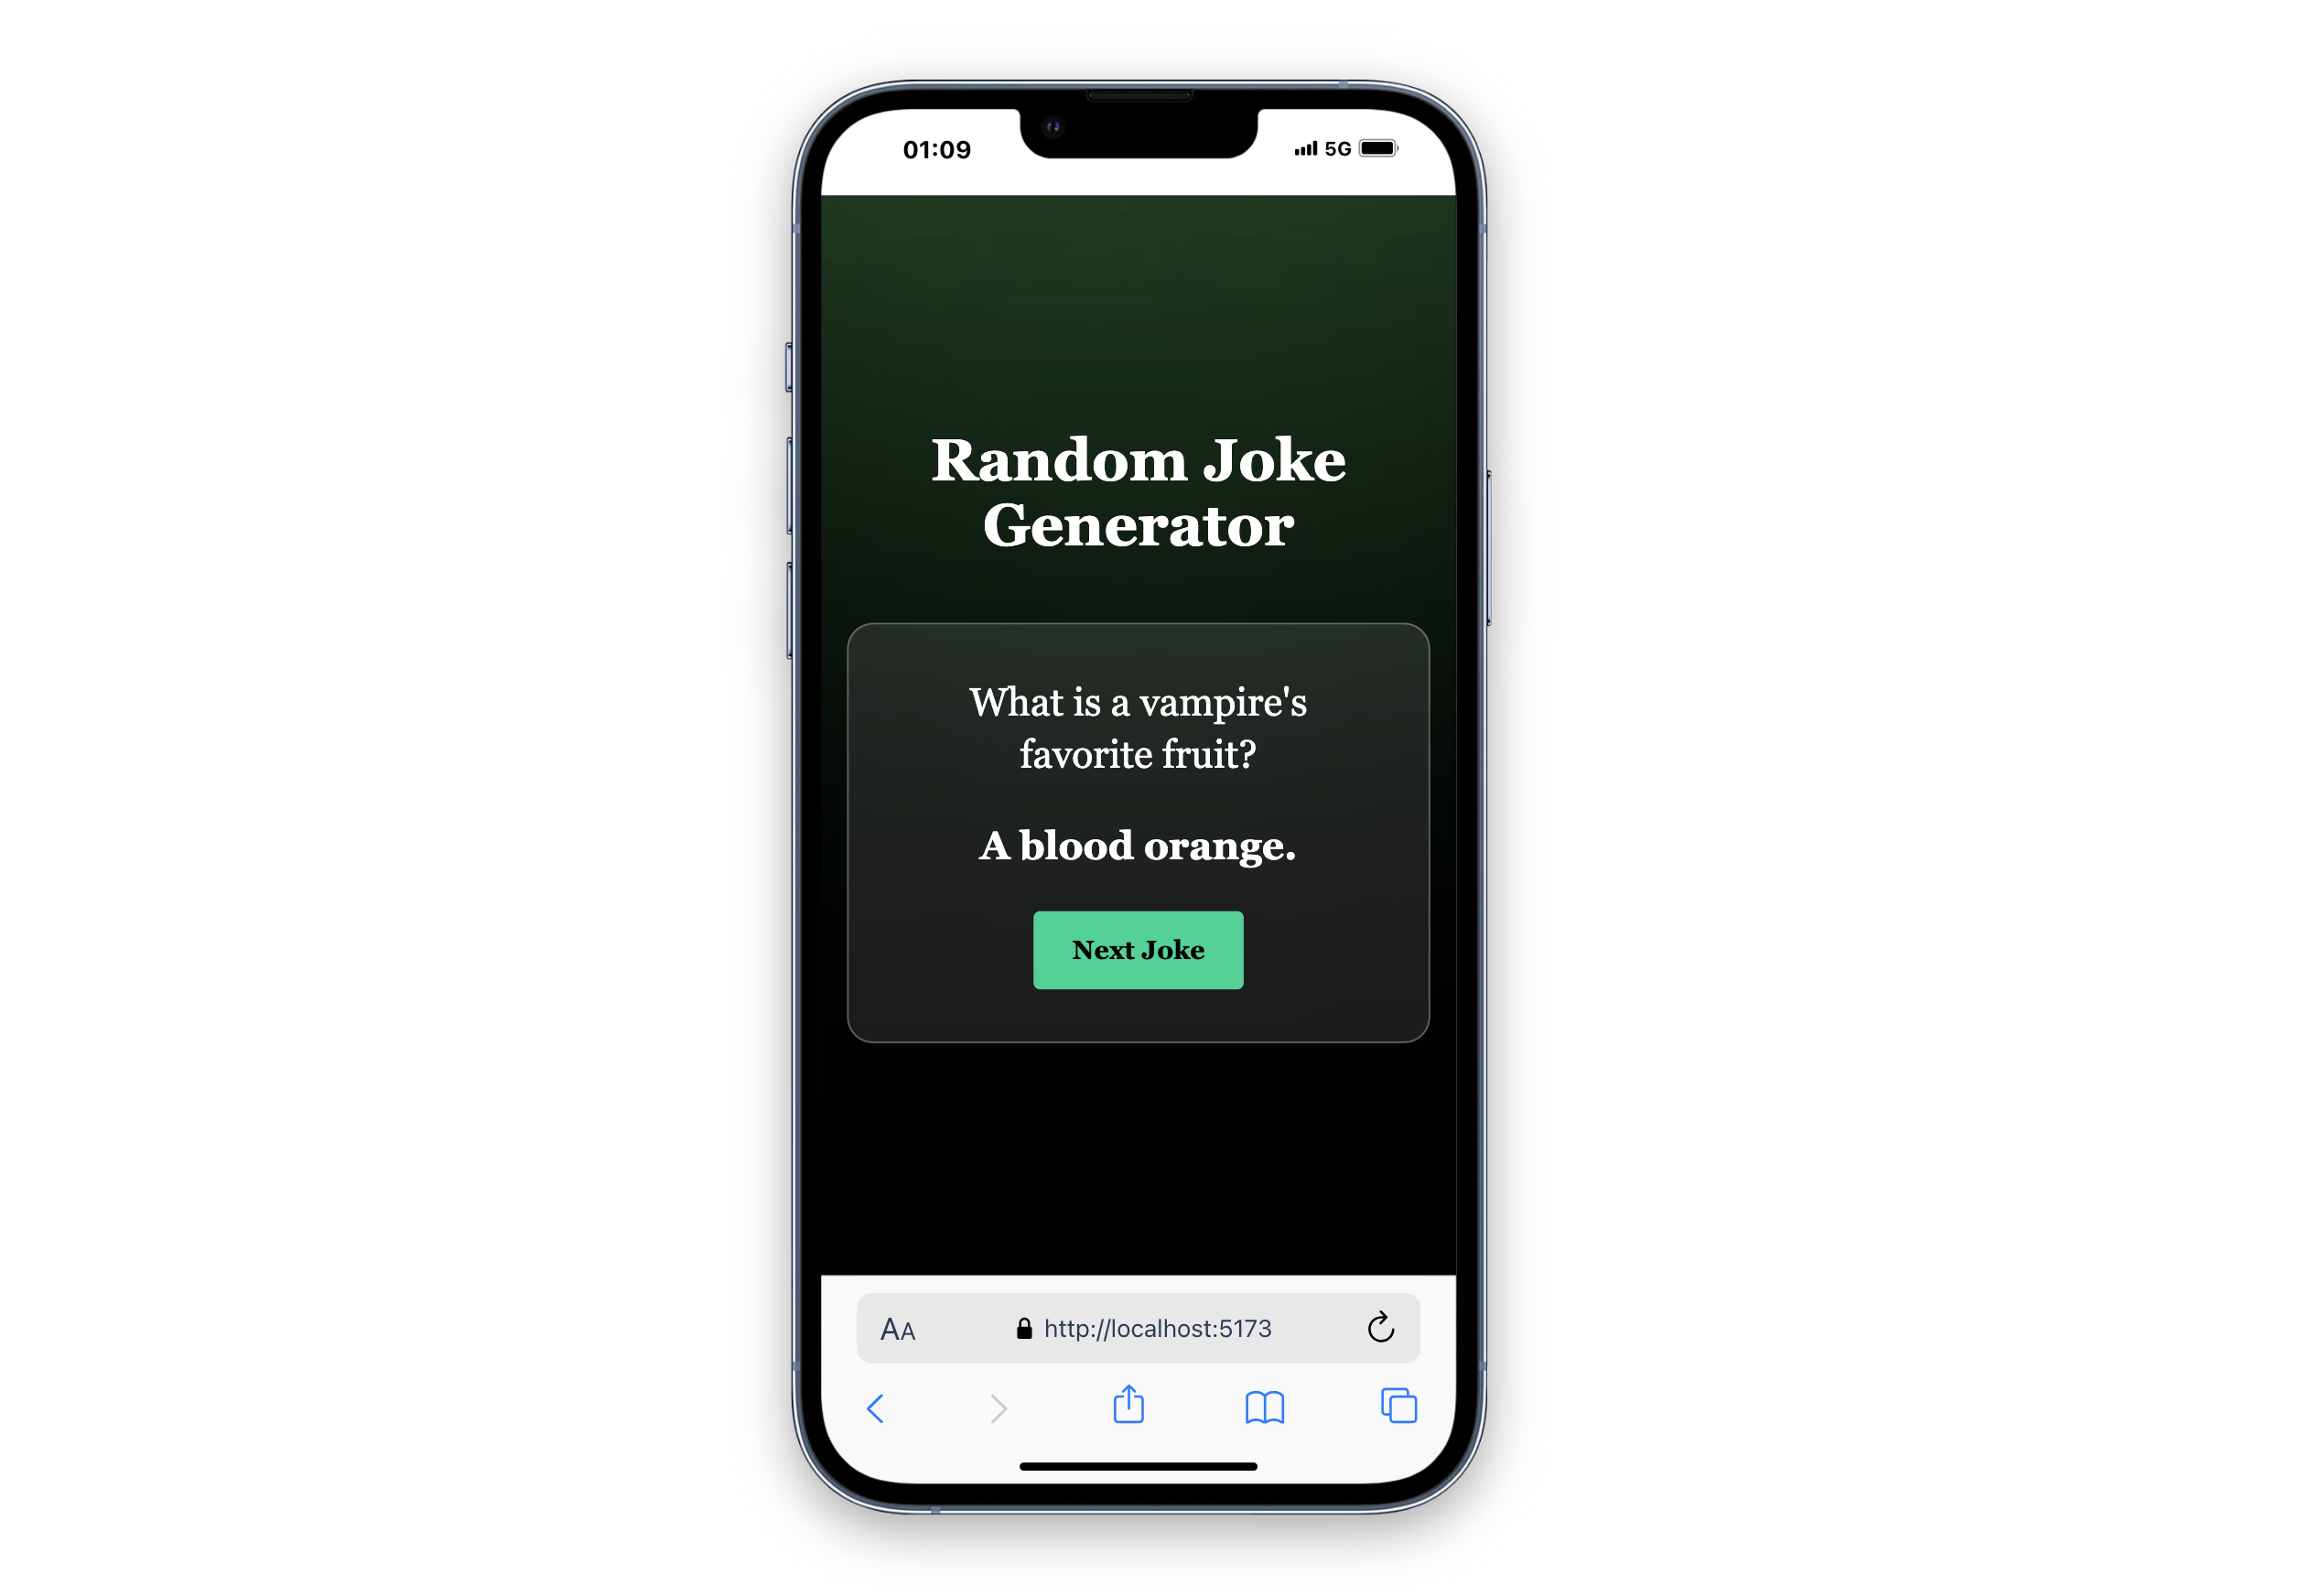 01:09
5G
Random Joke
Generator
What is a vampire's
favorite fruit?
A blood orange.
Next Joke
AA
http://localhost:5173